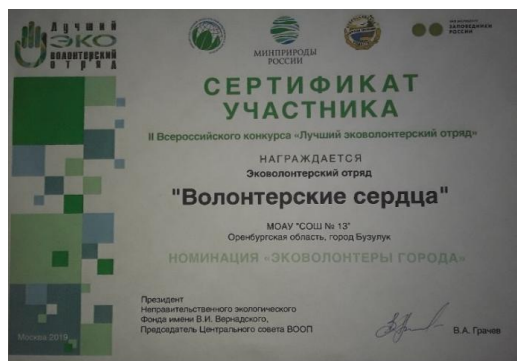 Лучший
ЭКО
волонтерский
отряд
МИНПРИРОДЫ
РОССИИ
ЗАПОВЕДНИКИ
РОССИИ
СЕРТИФИКАТ
УЧАСТНИКА
II Всероссийского конкурса «Лучший эковолонтерский отряд»
НАГРАЖДАЕТСЯ
Эковолонтерский отряд
"Волонтерские сердца"
МОАУ "СОШ № 13"
Оренбургская область, город Бузулук
НОМИНАЦИЯ «ЭКОВОЛОНТЕРЫ ГОРОДА»
Президент
Неправительственного экологического
Фонда имени В.И. Вернадского,
Председатель Центрального совета ВООП
В.А. Грачев
Москва 2019